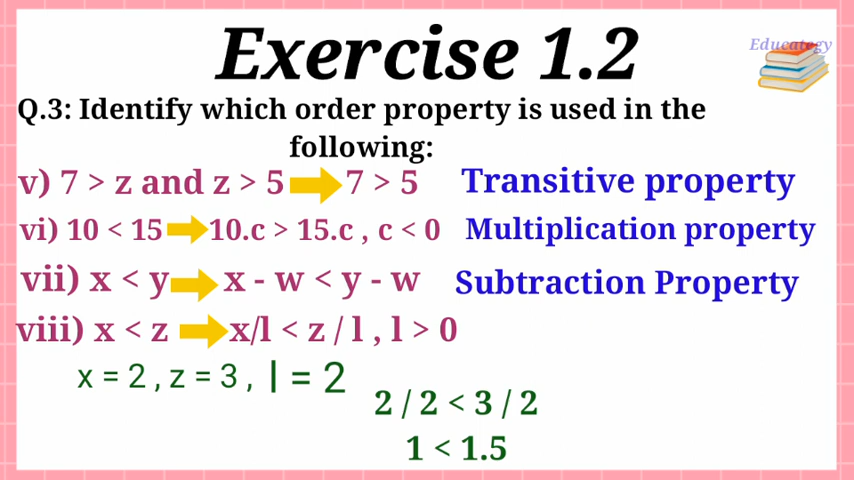 Exercise 1.2
Educategy
Q.3: Identify which order property is used in the
following:
v) 7 > z and z > 5 7 > 5 Transitive property
vi) 10 < 15 10.c > 15.c , c < 0 Multiplication property
vii) x < y x - w < y - w Subtraction Property
viii) x < z x/l < z / l , l > 0
x = 2 , z = 3 , l = 2
2 / 2 < 3 / 2
1 < 1.5